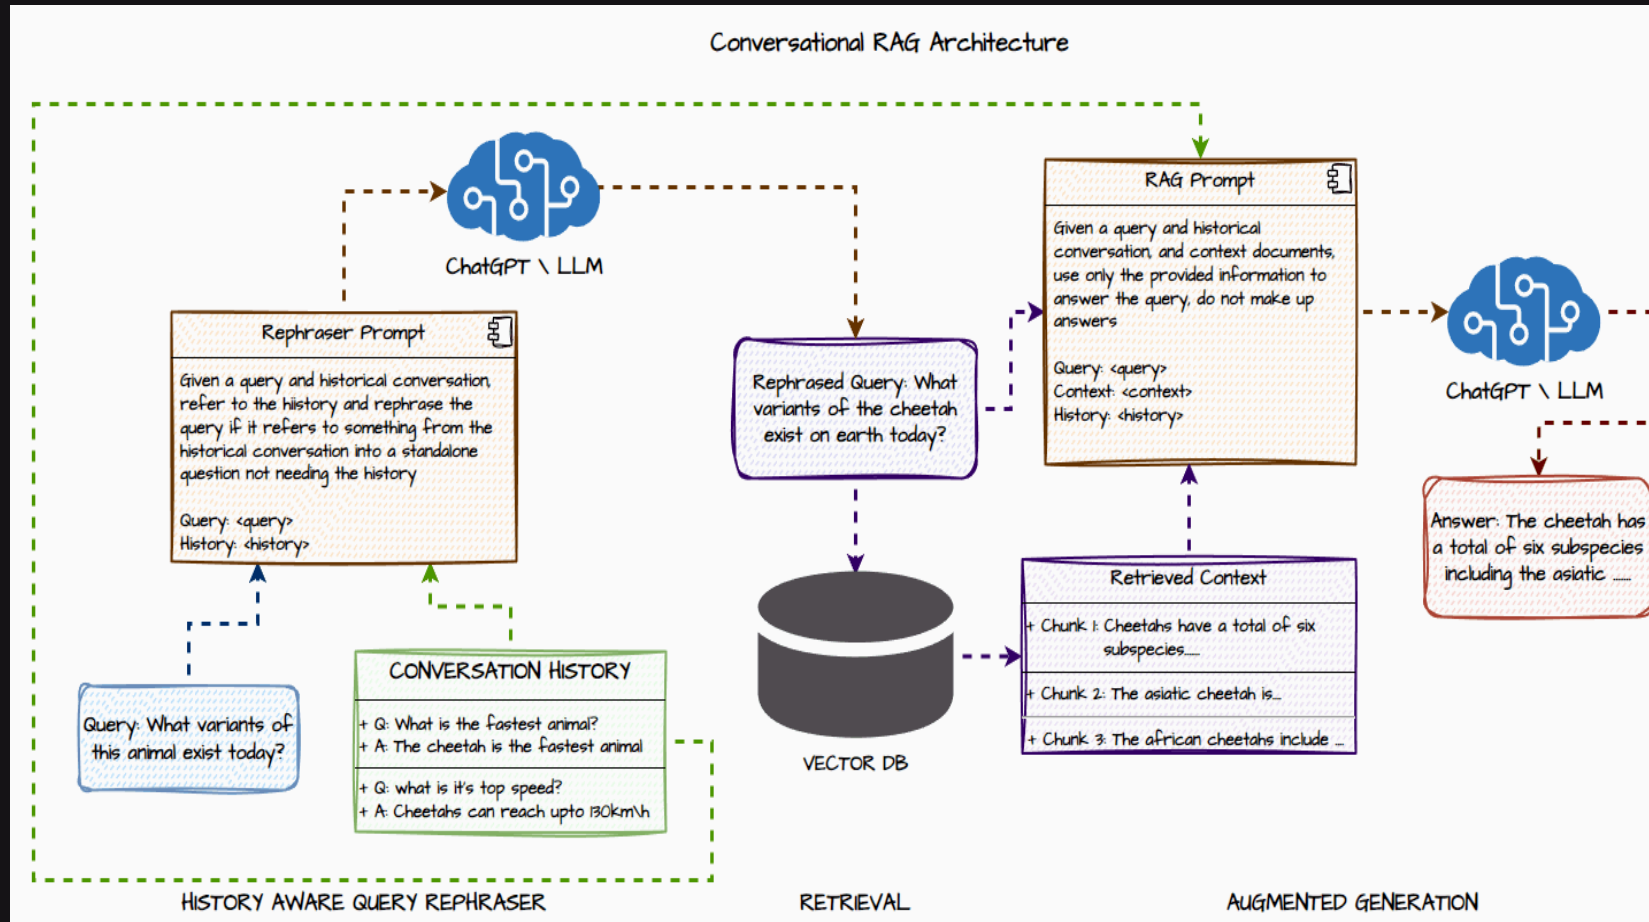 Conversational RAG Architecture
ChatGPT \ LLM
Rephraser Prompt
Given a query and historical conversation,
refer to the hiistory and rephrase the
query if it refers to something from the
historical conversation into a standalone
question not needing the history
Query: <query>
History: <history>
Query: What variants of
this animal exist today?
CONVERSATION HISTORY
+ Q: What is the fastest animal?
+ A: The cheetah is the fastest animal
+ Q: what is it's top speed?
+ A: Cheetahs can reach upto 130km\h
HISTORY AWARE QUERY REPHRASER
Rephrased Query: What
variants of the cheetah
exist on earth today?
VECTOR DB
RETRIEVAL
RAG Prompt
Given a query and historical
conversation, and context documents,
use only the provided information to
answer the query, do not make up
answers
Query: <query>
Context: <context>
History: <history>
Retrieved Context
+ Chunk 1: Cheetahs have a total of six
subspecies.....
+ Chunk 2: The asiatic cheetah is...
+ Chunk 3: The african cheetahs include ...
ChatGPT \ LLM
Answer: The cheetah has
a total of six subspecies
including the asiatic ......
AUGMENTED GENERATION